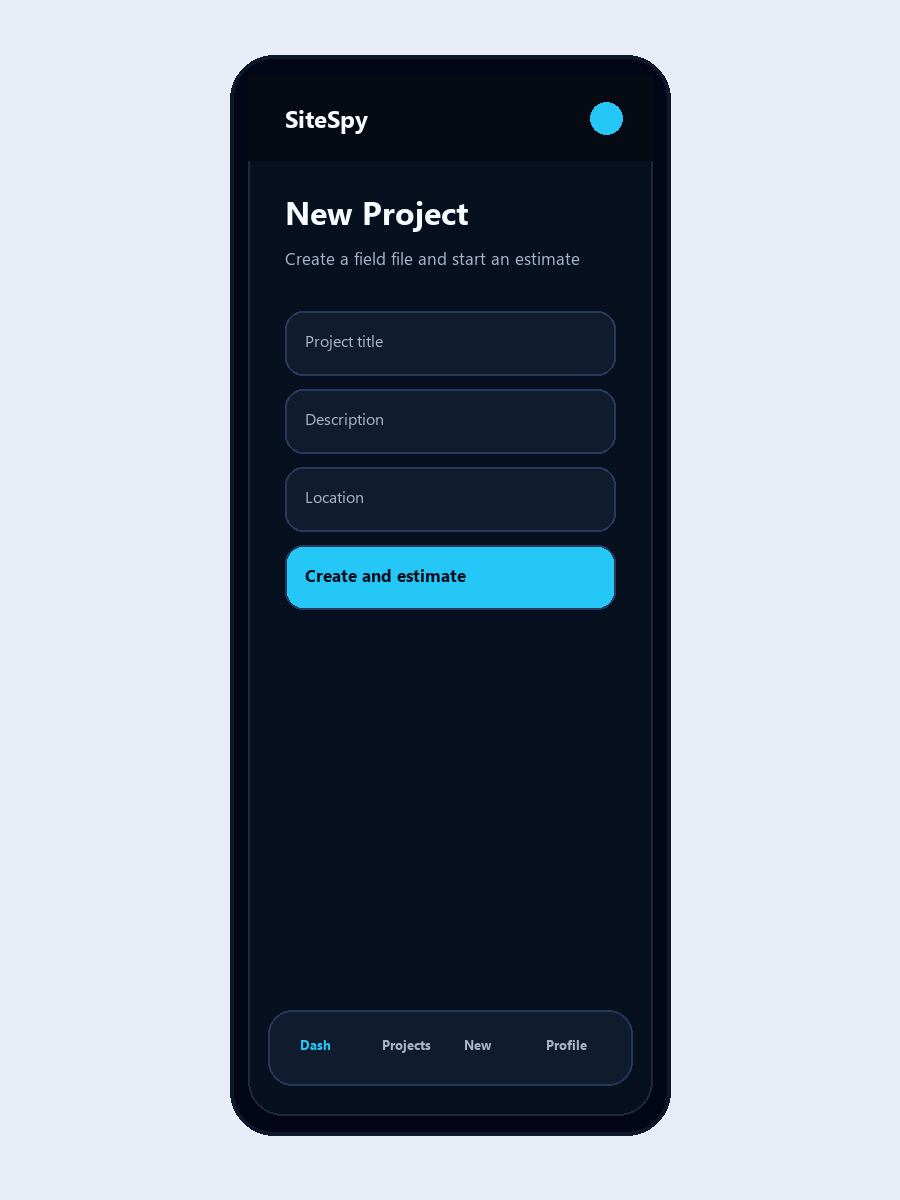 SiteSpy
New Project
Create a field file and start an estimate
Project title
Description
Location
Create and estimate
Dash Projects New Profile